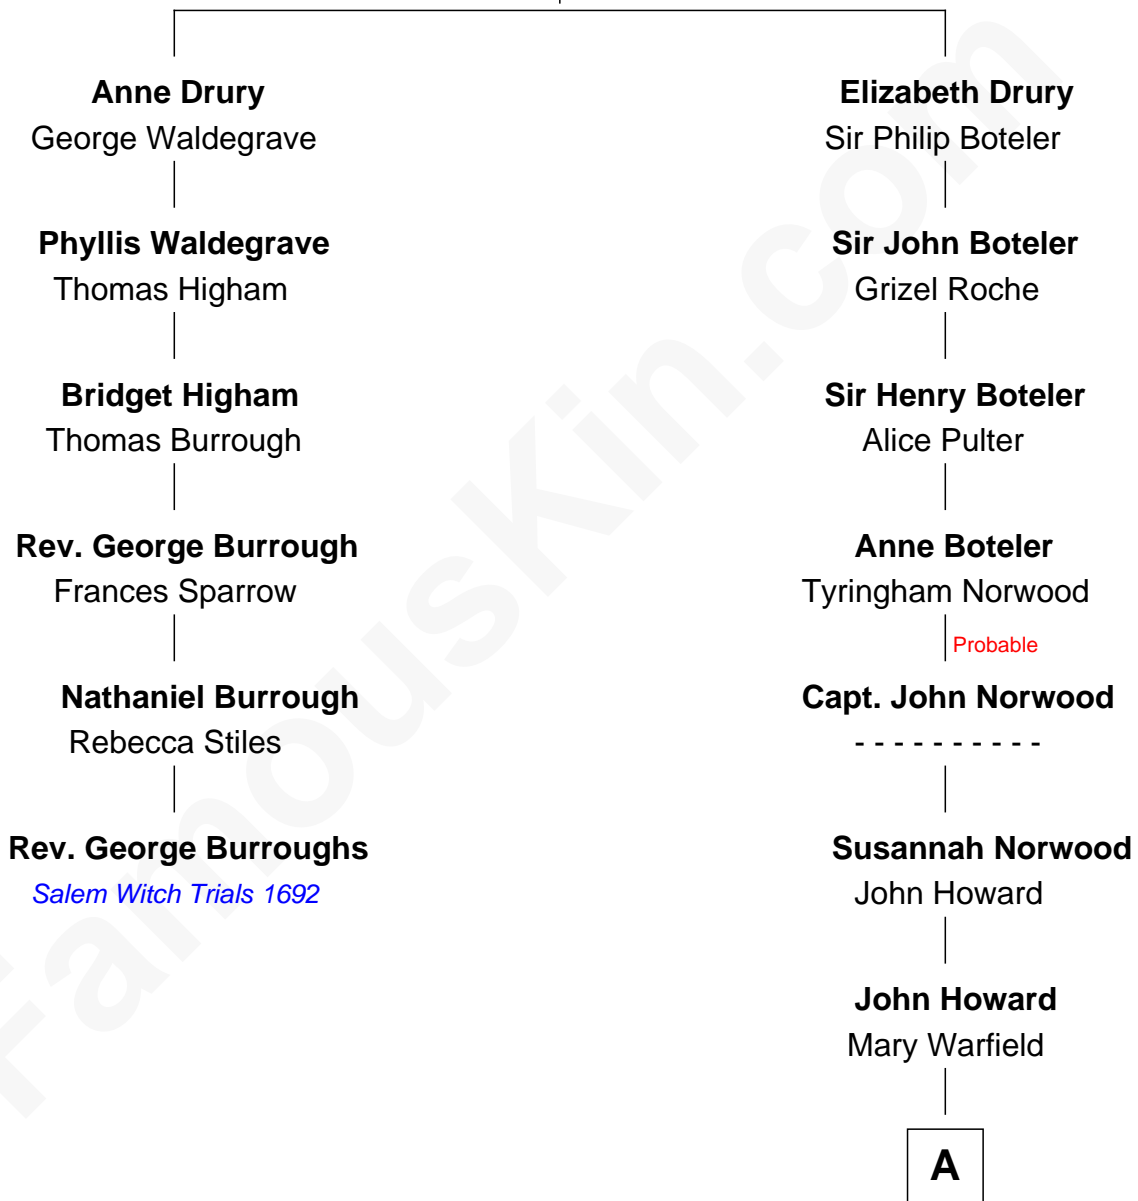 Anne Drury
George Waldegrave
Phyllis Waldegrave
Thomas Higham
Bridget Higham
Thomas Burrough
Rev. George Burrough
Frances Sparrow
Nathaniel Burrough
Rebecca Stiles
Rev. George Burroughs
Salem Witch Trials 1692
Elizabeth Drury
Sir Philip Boteler
Sir John Boteler
Grizel Roche
Sir Henry Boteler
Alice Pulter
Anne Boteler
Tyringham Norwood
Probable
Capt. John Norwood
- - - - - - - - - -
Susannah Norwood
John Howard
John Howard
Mary Warfield
A
FamousKin.com